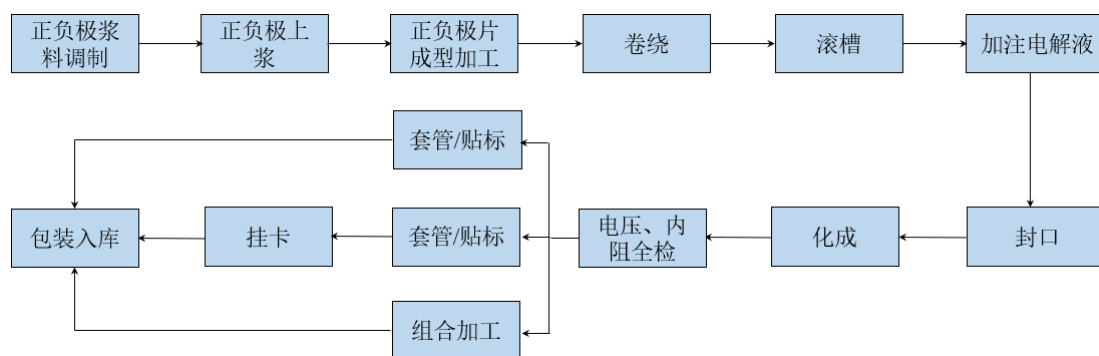 正负极浆
料调制
正负极上
浆
正负极片
成型加工
卷绕
滚槽
加注电解液
套管/贴标
包装入库
挂卡
套管/贴标
电压、内
阻全检
化成
封口
组合加工